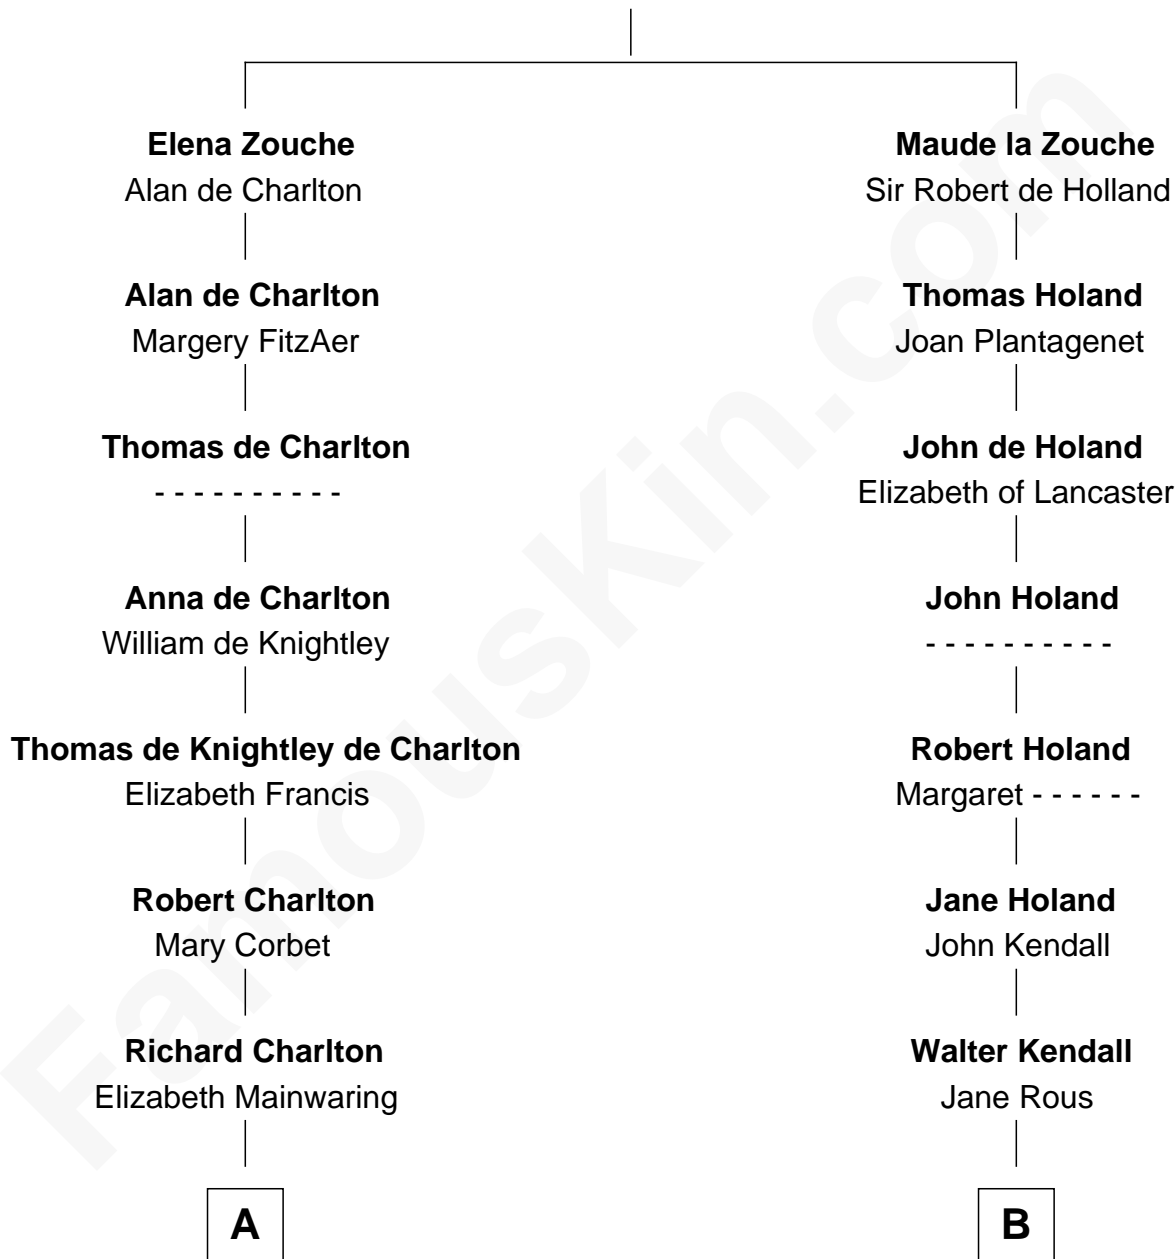 Elena Zouche
Alan de Charlton
Alan de Charlton
Margery FitzAer
Thomas de Charlton
- - - - - - - - - -
Anna de Charlton
William de Knightley
Thomas de Knightley de Charlton
Elizabeth Francis
Robert Charlton
Mary Corbet
Richard Charlton
Elizabeth Mainwaring
A
Maude la Zouche
Sir Robert de Holland
Thomas Holand
Joan Plantagenet
John de Holand
Elizabeth of Lancaster
John Holand
- - - - - - - - - -
Robert Holand
Margaret - - - - - -
Jane Holand
John Kendall
Walter Kendall
Jane Rous
B
FamousKin.com